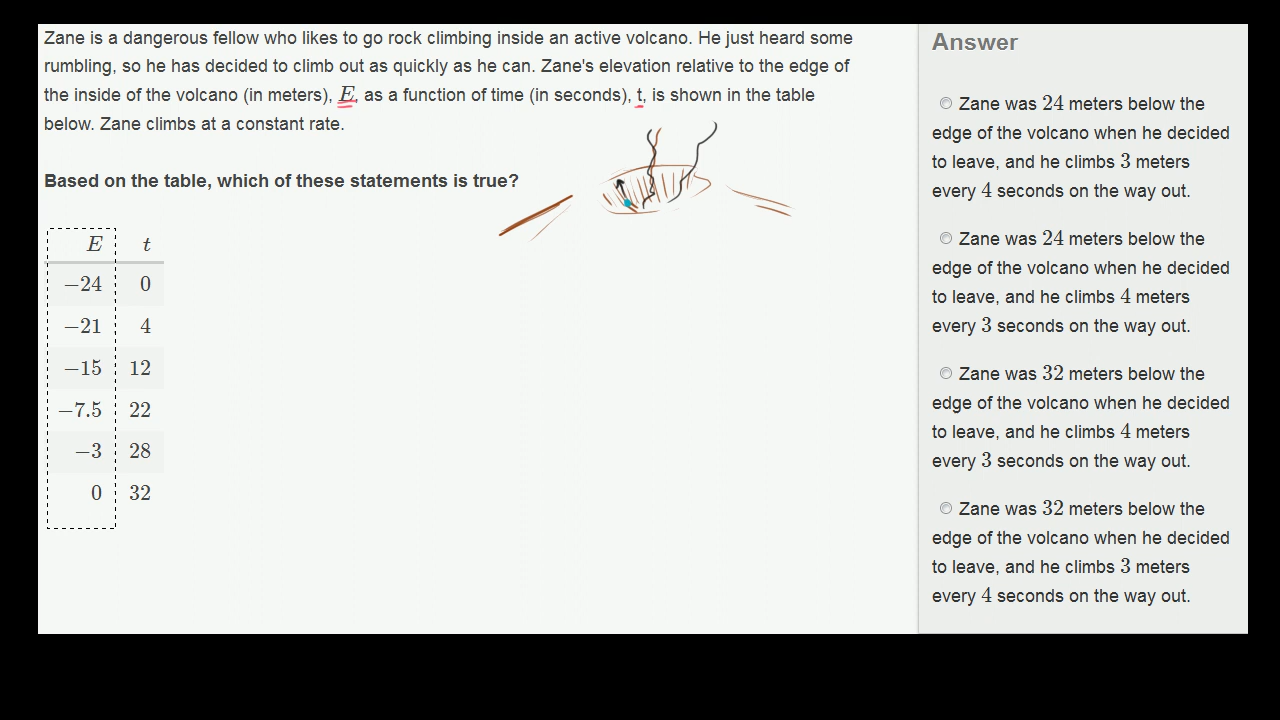 Zane is a dangerous fellow who likes to go rock climbing inside an active volcano. He just heard some
rumbling, so he has decided to climb out as quickly as he can. Zane's elevation relative to the edge of
the inside of the volcano (in meters), E, as a function of time (in seconds), t, is shown in the table
below. Zane climbs at a constant rate.
Based on the table, which of these statements is true?
E t
−24 0
−21 4
−15 12
−7.5 22
−3 28
0 32
Answer
Zane was 24 meters below the
edge of the volcano when he decided
to leave, and he climbs 3 meters
every 4 seconds on the way out.
Zane was 24 meters below the
edge of the volcano when he decided
to leave, and he climbs 4 meters
every 3 seconds on the way out.
Zane was 32 meters below the
edge of the volcano when he decided
to leave, and he climbs 4 meters
every 3 seconds on the way out.
Zane was 32 meters below the
edge of the volcano when he decided
to leave, and he climbs 3 meters
every 4 seconds on the way out.